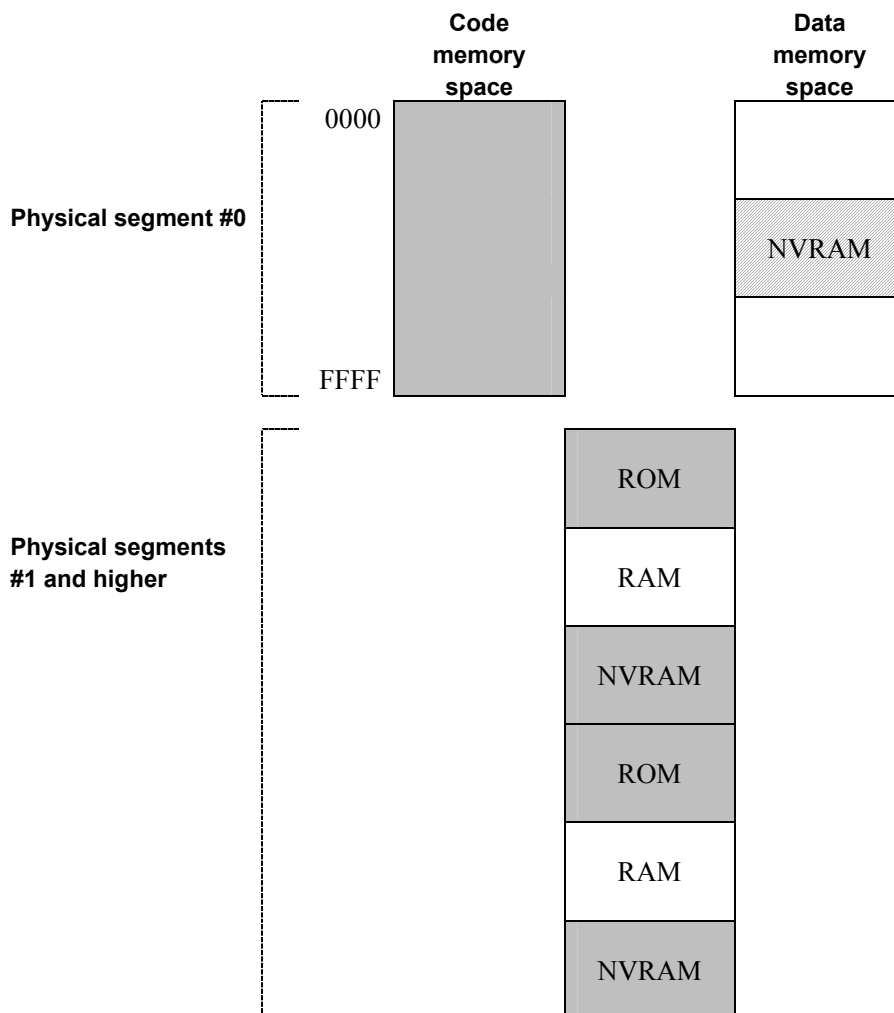 Code
memory
space
Data
memory
space
0000
Physical segment #0
NVRAM
FFFF
ROM
Physical segments
#1 and higher
RAM
NVRAM
ROM
RAM
NVRAM